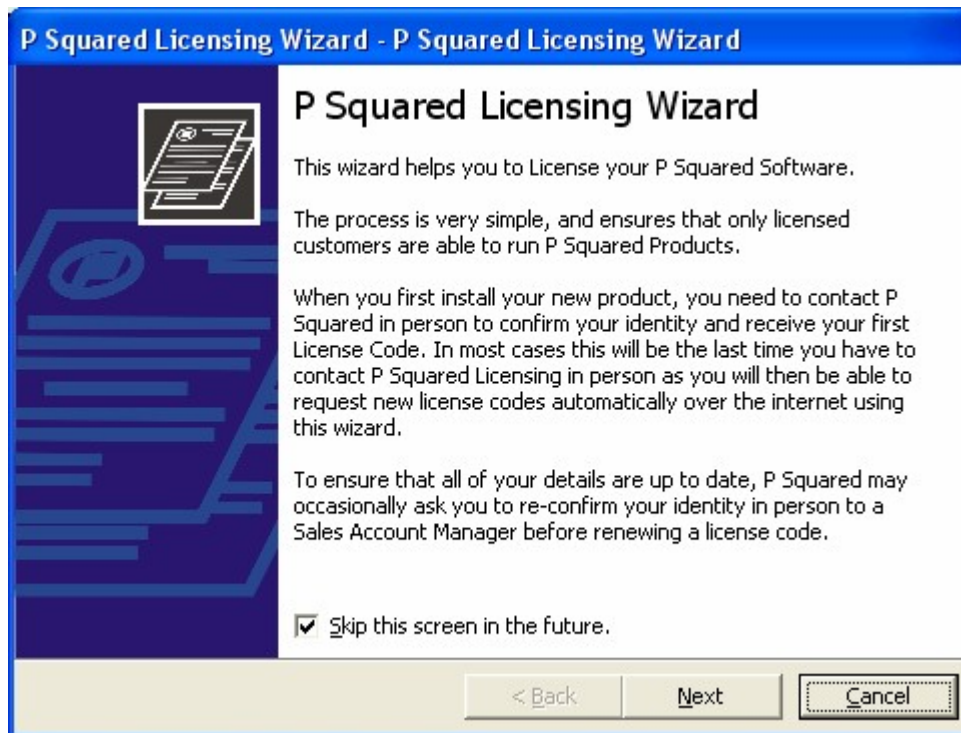 P Squared Licensing Wizard - P Squared Licensing Wizard
P Squared Licensing Wizard
This wizard helps you to License your P Squared Software.
The process is very simple, and ensures that only licensed
customers are able to run P Squared Products.
When you first install your new product, you need to contact P
Squared in person to confirm your identity and receive your first
License Code. In most cases this will be the last time you have to
contact P Squared Licensing in person as you will then be able to
request new license codes automatically over the internet using
this wizard.
To ensure that all of your details are up to date, P Squared may
occasionally ask you to re-confirm your identity in person to a
Sales Account Manager before renewing a license code.
Skip this screen in the future.
< Back Next Cancel